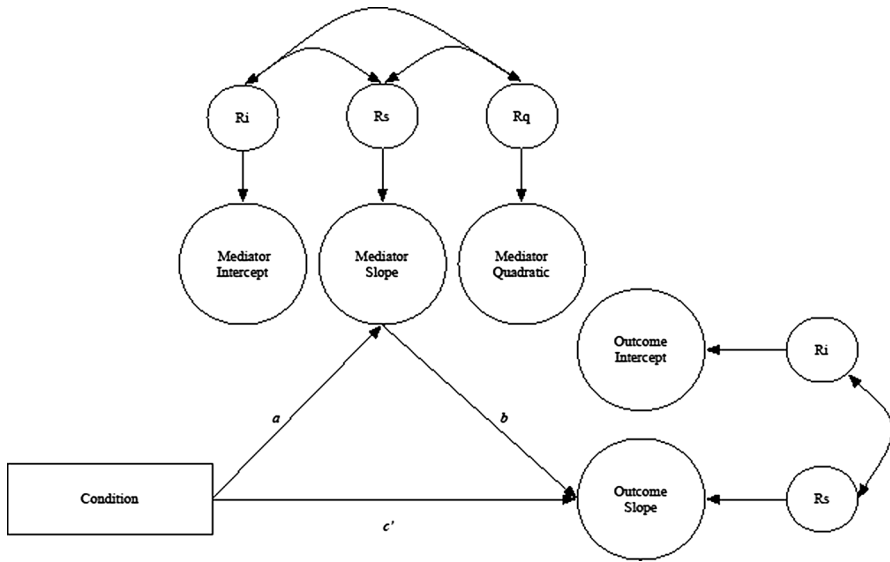 Ri
Rs
Rq
Mediator
Intercept
Mediator
Slope
Mediator
Quadratic
Outcome
Intercept
Ri
a
b
Condition
Outcome
Slope
Rs
c'